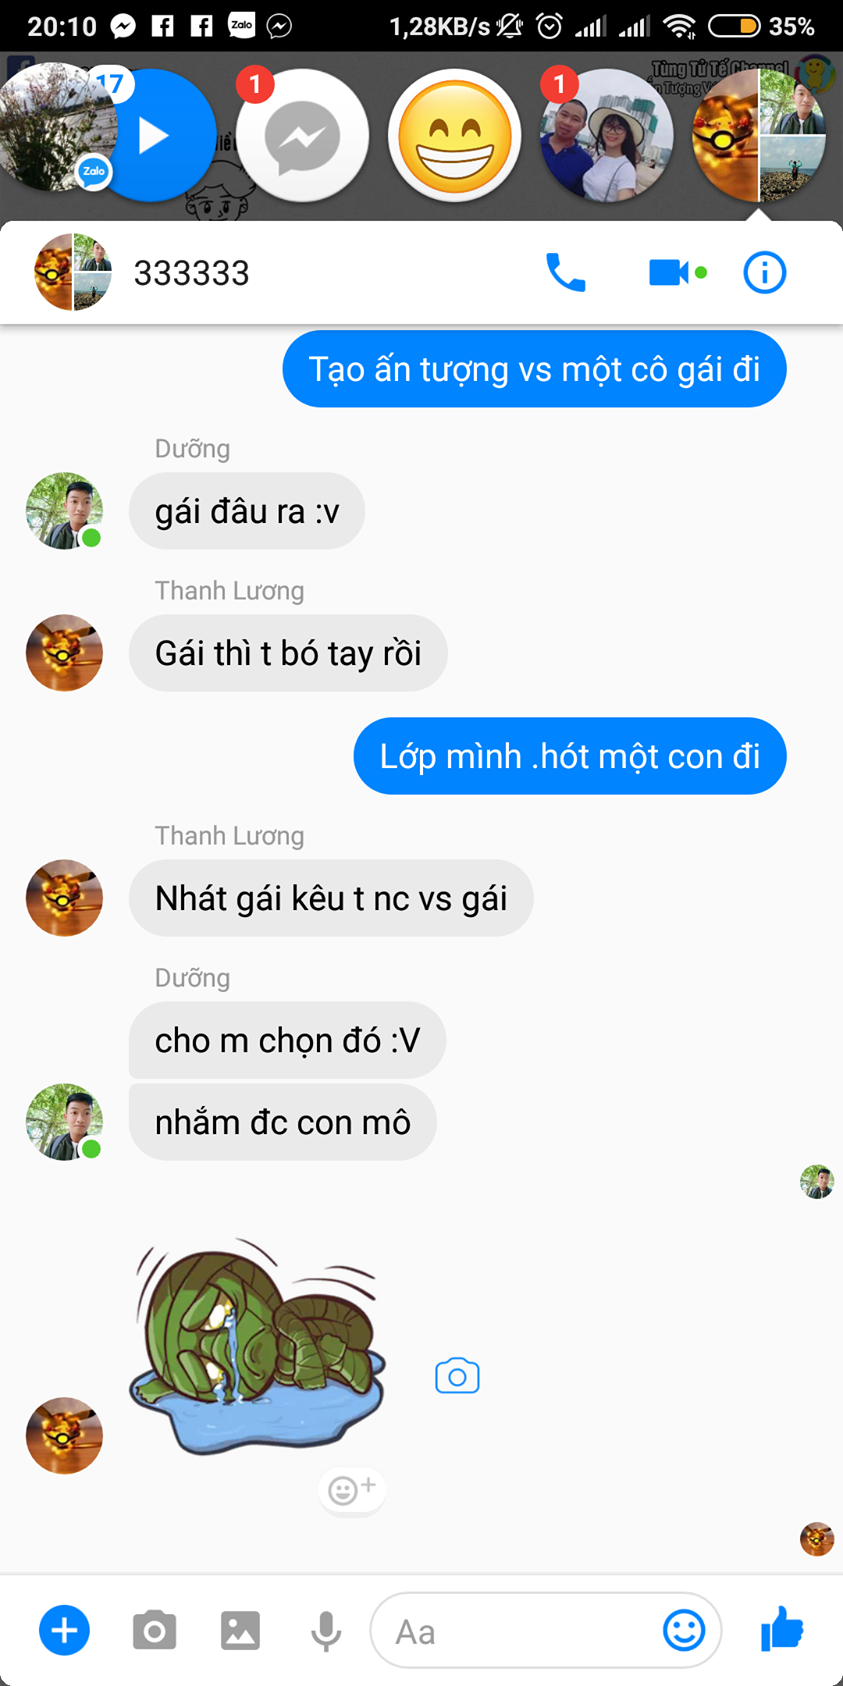 20:10
Zalo
1,28KB/s
35%
17
1
1
Tùng Tử Tế Channel
Zalo
333333
Tạo ấn tượng vs một cô gái đi
Dưỡng
gái đâu ra :v
Thanh Lương
Gái thì t bó tay rồi
Lớp mình .hót một con đi
Thanh Lương
Nhát gái kêu t nc vs gái
Dưỡng
cho m chọn đó :V
nhắm đc con mô
Aa